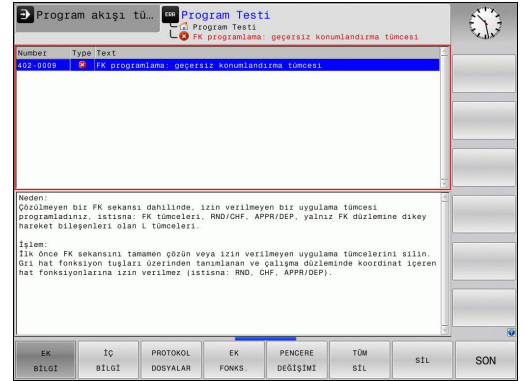 Program akışı tü...
ERR
Program Testi
Program Testi
FK programlama: geçersiz konumlandırma tümcesi
Number Type Text
402-0009 FK programlama: geçersiz konumlandırma tümcesi
Neden:
Çözülmeyen bir FK sekansı dahilinde, izin verilmeyen bir uygulama tümcesi
programladınız, istisna: FK tümceleri, RND/CHF, APPR/DEP, yalnız FK düzlemine dikey
hareket bileşenleri olan L tümceleri.
İşlem:
İlk önce FK sekansını tamamen çözün veya izin verilmeyen uygulama tümcelerini silin.
Gri hat fonksiyon tuşları üzerinden tanımlanan ve çalışma düzleminde koordinat içeren
hat fonksiyonlarına izin verilmez (istisna: RND, CHF, APPR/DEP).
EK BİLGİ
İÇ BİLGİ
PROTOKOL DOSYALAR
EK FONKS.
PENCERE DEĞİŞİMİ
TÜM SİL
SİL
SON